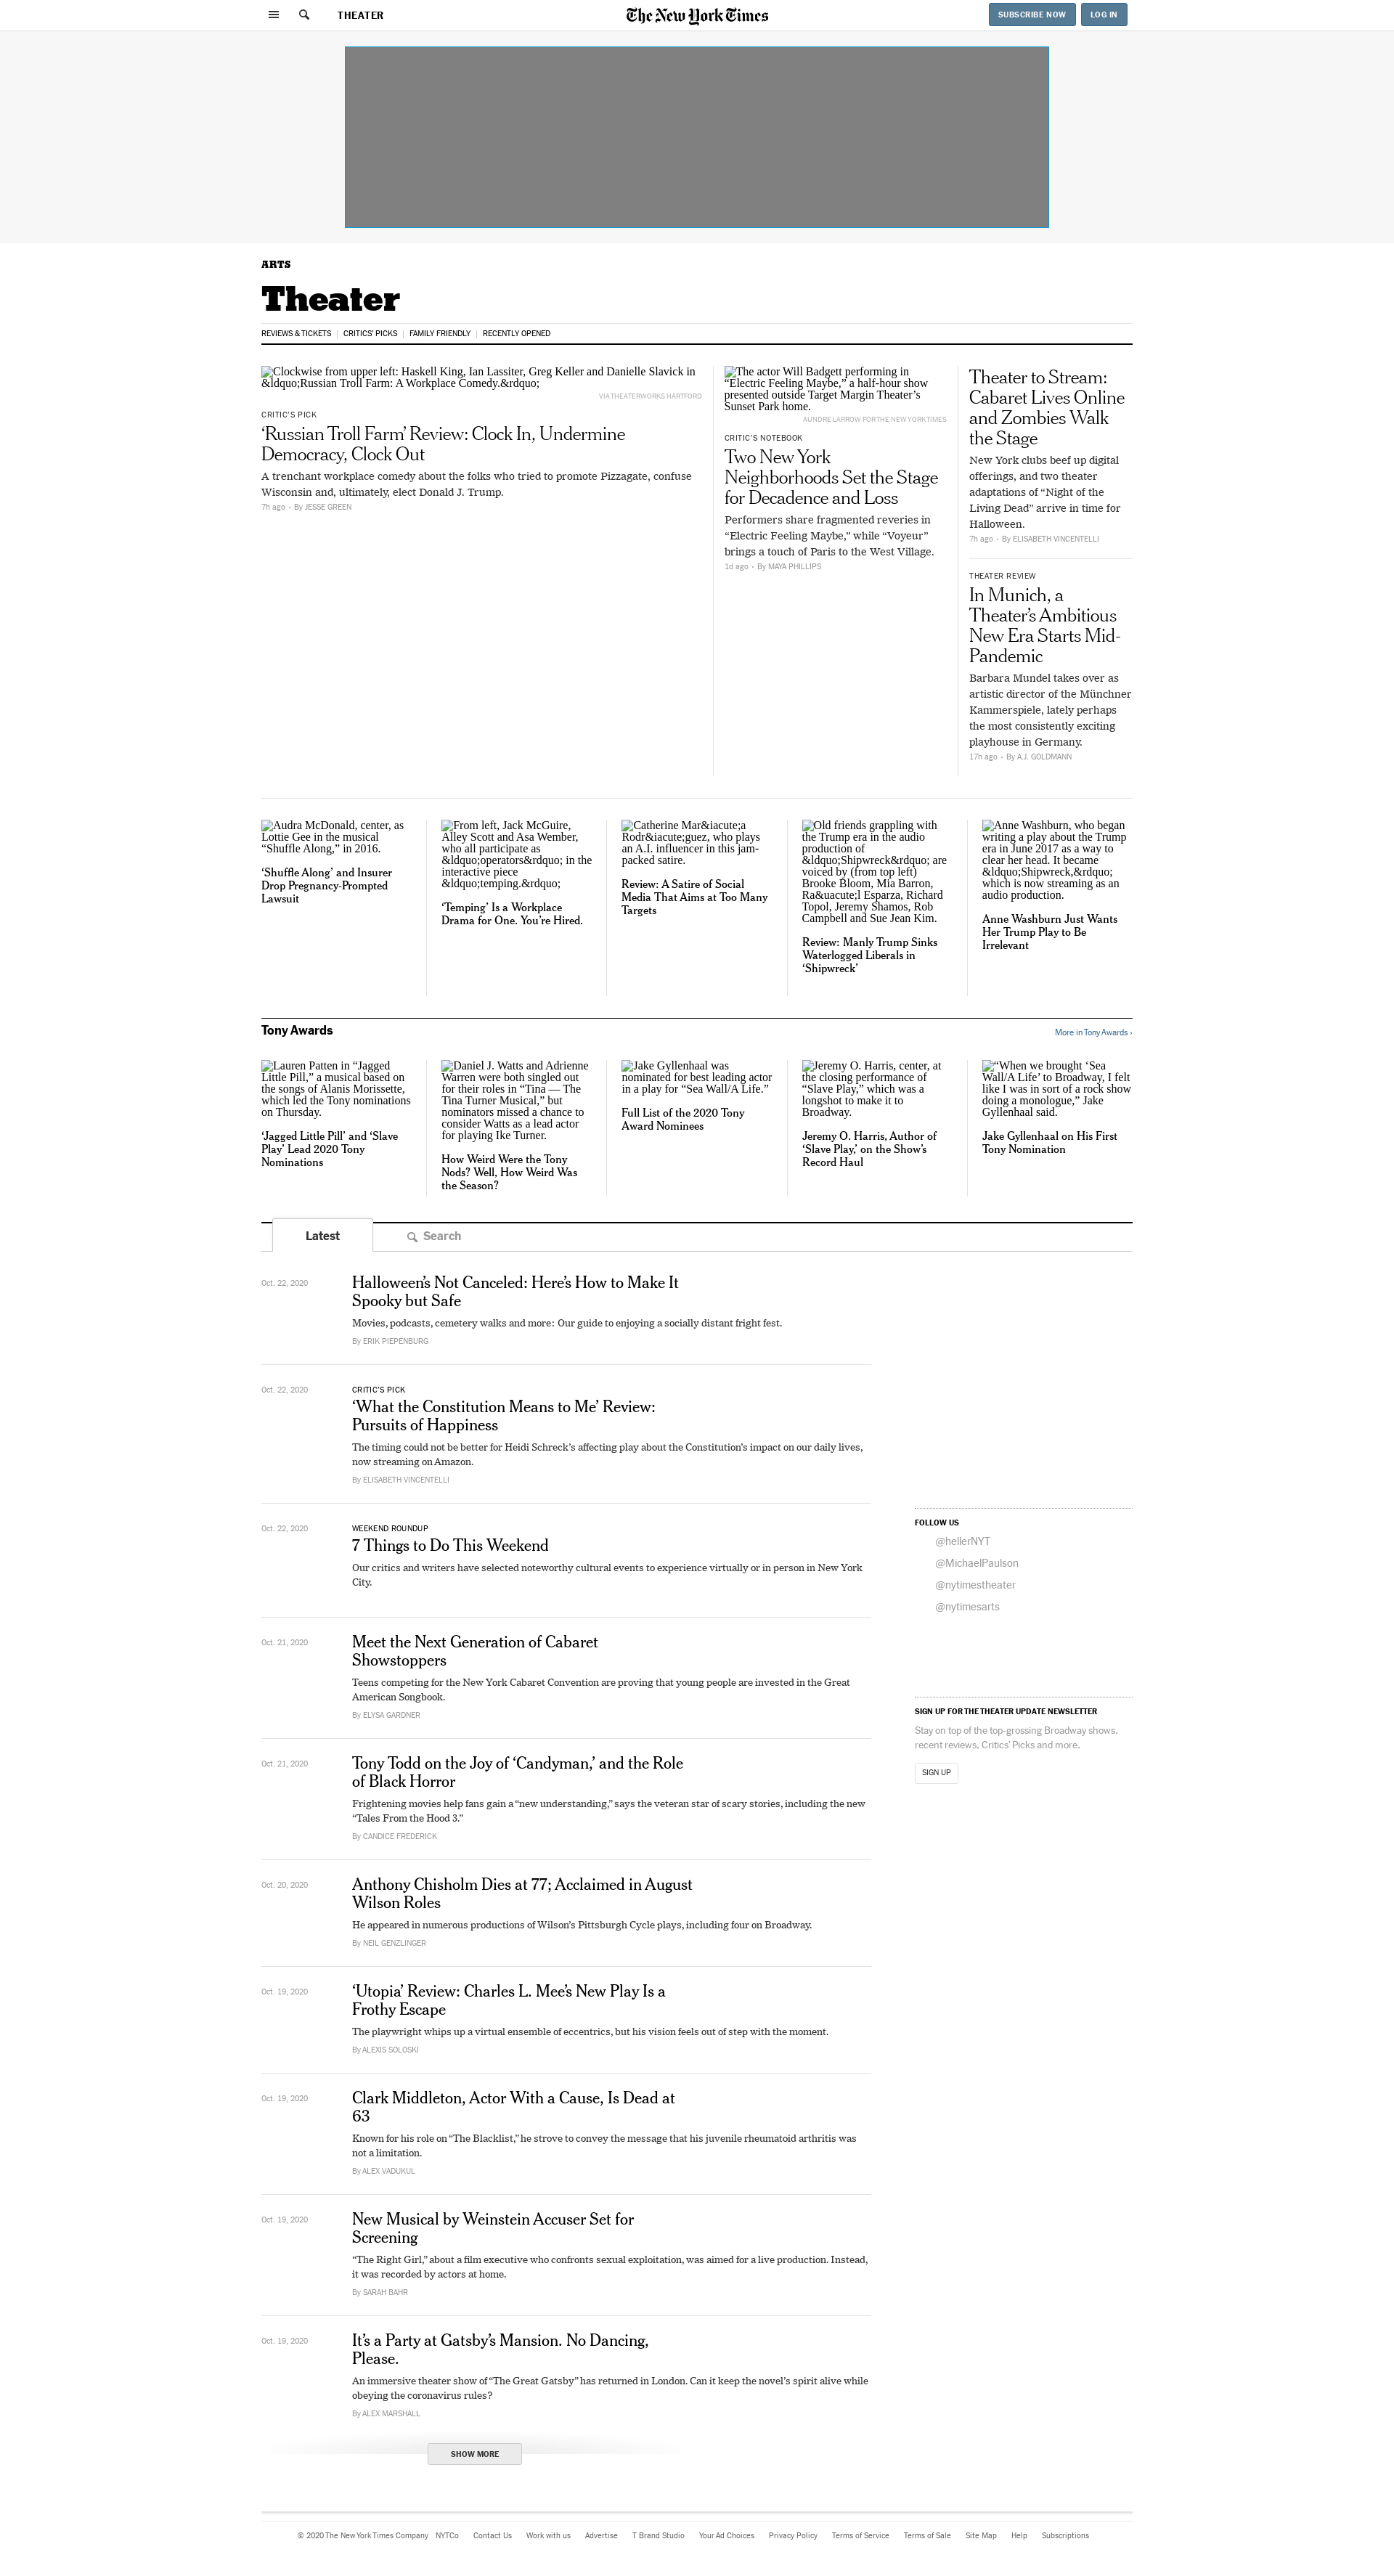 THEATER
The New York Times
SUBSCRIBE NOW
LOG IN
ARTS
Theater
REVIEWS & TICKETS
CRITICS' PICKS
FAMILY FRIENDLY
RECENTLY OPENED
Clockwise from upper left: Haskell King, Ian Lassiter, Greg Keller and Danielle Slavick in
&ldquo;Russian Troll Farm: A Workplace Comedy.&rdquo;
VIA THEATERWORKS HARTFORD
CRITIC'S PICK
‘Russian Troll Farm’ Review: Clock In, Undermine
Democracy, Clock Out
A trenchant workplace comedy about the folks who tried to promote Pizzagate, confuse
Wisconsin and, ultimately, elect Donald J. Trump.
7h ago • By JESSE GREEN
The actor Will Badgett performing in
“Electric Feeling Maybe,” a half-hour show
presented outside Target Margin Theater’s
Sunset Park home.
AUNDRE LARROW FOR THE NEW YORK TIMES
CRITIC'S NOTEBOOK
Two New York
Neighborhoods Set the Stage
for Decadence and Loss
Performers share fragmented reveries in
“Electric Feeling Maybe,” while “Voyeur”
brings a touch of Paris to the West Village.
1d ago • By MAYA PHILLIPS
Theater to Stream:
Cabaret Lives Online
and Zombies Walk
the Stage
New York clubs beef up digital
offerings, and two theater
adaptations of “Night of the
Living Dead” arrive in time for
Halloween.
7h ago • By ELISABETH VINCENTELLI
THEATER REVIEW
In Munich, a
Theater’s Ambitious
New Era Starts Mid-
Pandemic
Barbara Mundel takes over as
artistic director of the Münchner
Kammerspiele, lately perhaps
the most consistently exciting
playhouse in Germany.
17h ago • By A.J. GOLDMANN
Audra McDonald, center, as
Lottie Gee in the musical
“Shuffle Along,” in 2016.
‘Shuffle Along’ and Insurer
Drop Pregnancy-Prompted
Lawsuit
From left, Jack McGuire,
Alley Scott and Asa Wember,
who all participate as
&ldquo;operators&rdquo; in the
interactive piece
&ldquo;temping.&rdquo;
‘Temping’ Is a Workplace
Drama for One. You’re Hired.
Catherine Mar&iacute;a
Rodr&iacute;guez, who plays
an A.I. influencer in this jam-
packed satire.
Review: A Satire of Social
Media That Aims at Too Many
Targets
Old friends grappling with
the Trump era in the audio
production of
&ldquo;Shipwreck&rdquo; are
voiced by (from top left)
Brooke Bloom, Mia Barron,
Ra&uacute;l Esparza, Richard
Topol, Jeremy Shamos, Rob
Campbell and Sue Jean Kim.
Review: Manly Trump Sinks
Waterlogged Liberals in
‘Shipwreck’
Anne Washburn, who began
writing a play about the Trump
era in June 2017 as a way to
clear her head. It became
&ldquo;Shipwreck,&rdquo;
which is now streaming as an
audio production.
Anne Washburn Just Wants
Her Trump Play to Be
Irrelevant
Tony Awards
More in Tony Awards ›
Lauren Patten in “Jagged
Little Pill,” a musical based on
the songs of Alanis Morissette,
which led the Tony nominations
on Thursday.
‘Jagged Little Pill’ and ‘Slave
Play’ Lead 2020 Tony
Nominations
Daniel J. Watts and Adrienne
Warren were both singled out
for their roles in “Tina — The
Tina Turner Musical,” but
nominators missed a chance to
consider Watts as a lead actor
for playing Ike Turner.
How Weird Were the Tony
Nods? Well, How Weird Was
the Season?
Jake Gyllenhaal was
nominated for best leading actor
in a play for “Sea Wall/A Life.”
Full List of the 2020 Tony
Award Nominees
Jeremy O. Harris, center, at
the closing performance of
“Slave Play,” which was a
longshot to make it to
Broadway.
Jeremy O. Harris, Author of
‘Slave Play,’ on the Show’s
Record Haul
“When we brought ‘Sea
Wall/A Life’ to Broadway, I felt
like I was in sort of a rock show
doing a monologue,” Jake
Gyllenhaal said.
Jake Gyllenhaal on His First
Tony Nomination
Latest
Search
Oct. 22, 2020
Halloween’s Not Canceled: Here’s How to Make It
Spooky but Safe
Movies, podcasts, cemetery walks and more: Our guide to enjoying a socially distant fright fest.
By ERIK PIEPENBURG
Oct. 22, 2020
CRITIC'S PICK
‘What the Constitution Means to Me’ Review:
Pursuits of Happiness
The timing could not be better for Heidi Schreck’s affecting play about the Constitution’s impact on our daily lives,
now streaming on Amazon.
By ELISABETH VINCENTELLI
Oct. 22, 2020
WEEKEND ROUNDUP
7 Things to Do This Weekend
Our critics and writers have selected noteworthy cultural events to experience virtually or in person in New York
City.
Oct. 21, 2020
Meet the Next Generation of Cabaret
Showstoppers
Teens competing for the New York Cabaret Convention are proving that young people are invested in the Great
American Songbook.
By ELYSA GARDNER
Oct. 21, 2020
Tony Todd on the Joy of ‘Candyman,’ and the Role
of Black Horror
Frightening movies help fans gain a “new understanding,” says the veteran star of scary stories, including the new
“Tales From the Hood 3.”
By CANDICE FREDERICK
Oct. 20, 2020
Anthony Chisholm Dies at 77; Acclaimed in August
Wilson Roles
He appeared in numerous productions of Wilson’s Pittsburgh Cycle plays, including four on Broadway.
By NEIL GENZLINGER
Oct. 19, 2020
‘Utopia’ Review: Charles L. Mee’s New Play Is a
Frothy Escape
The playwright whips up a virtual ensemble of eccentrics, but his vision feels out of step with the moment.
By ALEXIS SOLOSKI
Oct. 19, 2020
Clark Middleton, Actor With a Cause, Is Dead at
63
Known for his role on “The Blacklist,” he strove to convey the message that his juvenile rheumatoid arthritis was
not a limitation.
By ALEX VADUKUL
Oct. 19, 2020
New Musical by Weinstein Accuser Set for
Screening
“The Right Girl,” about a film executive who confronts sexual exploitation, was aimed for a live production. Instead,
it was recorded by actors at home.
By SARAH BAHR
Oct. 19, 2020
It’s a Party at Gatsby’s Mansion. No Dancing,
Please.
An immersive theater show of “The Great Gatsby” has returned in London. Can it keep the novel’s spirit alive while
obeying the coronavirus rules?
By ALEX MARSHALL
SHOW MORE
FOLLOW US
@hellerNYT
@MichaelPaulson
@nytimestheater
@nytimesarts
SIGN UP FOR THE THEATER UPDATE NEWSLETTER
Stay on top of the top-grossing Broadway shows,
recent reviews, Critics’ Picks and more.
SIGN UP
© 2020 The New York Times Company NYTCo Contact Us Work with us Advertise T Brand Studio Your Ad Choices Privacy Policy Terms of Service Terms of Sale Site Map Help Subscriptions